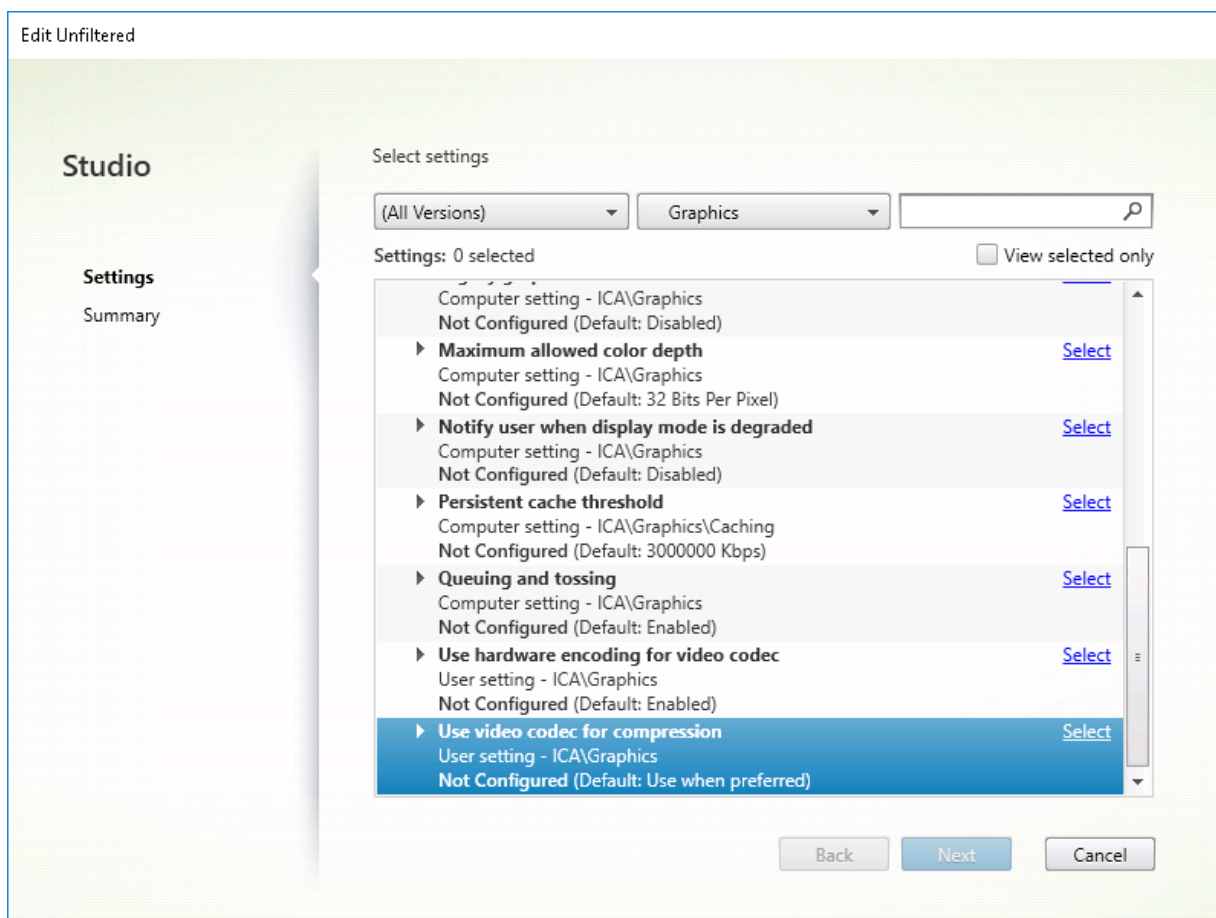 Edit Unfiltered
Studio
Settings
Summary
Select settings
(All Versions)
Graphics
Settings: 0 selected
View selected only
Computer setting - ICA\Graphics
Not Configured (Default: Disabled)
Maximum allowed color depth
Select
Computer setting - ICA\Graphics
Not Configured (Default: 32 Bits Per Pixel)
Notify user when display mode is degraded
Select
Computer setting - ICA\Graphics
Not Configured (Default: Disabled)
Persistent cache threshold
Select
Computer setting - ICA\Graphics\Caching
Not Configured (Default: 3000000 Kbps)
Queuing and tossing
Select
Computer setting - ICA\Graphics
Not Configured (Default: Enabled)
Use hardware encoding for video codec
Select
User setting - ICA\Graphics
Not Configured (Default: Enabled)
Use video codec for compression
Select
User setting - ICA\Graphics
Not Configured (Default: Use when preferred)
Back
Next
Cancel